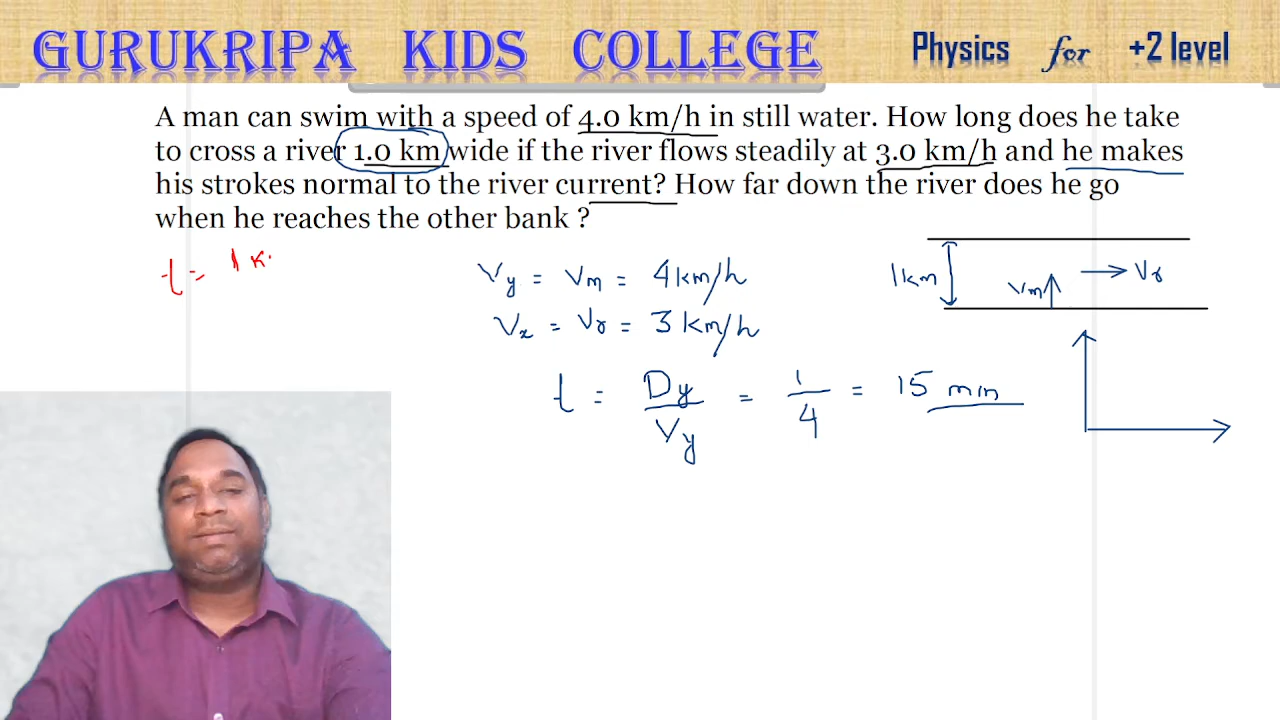 GURUKRIPA KIDS COLLEGE
Physics for +2 level
A man can swim with a speed of 4.0 km/h in still water. How long does he take
to cross a river 1.0 km wide if the river flows steadily at 3.0 km/h and he makes
his strokes normal to the river current? How far down the river does he go
when he reaches the other bank ?
t = 1 K
Vy = Vm = 4 km/h
Vx = Vr = 3 km/h
1km
Vm
Vr
t = Dy/Vy = 1/4 = 15 min